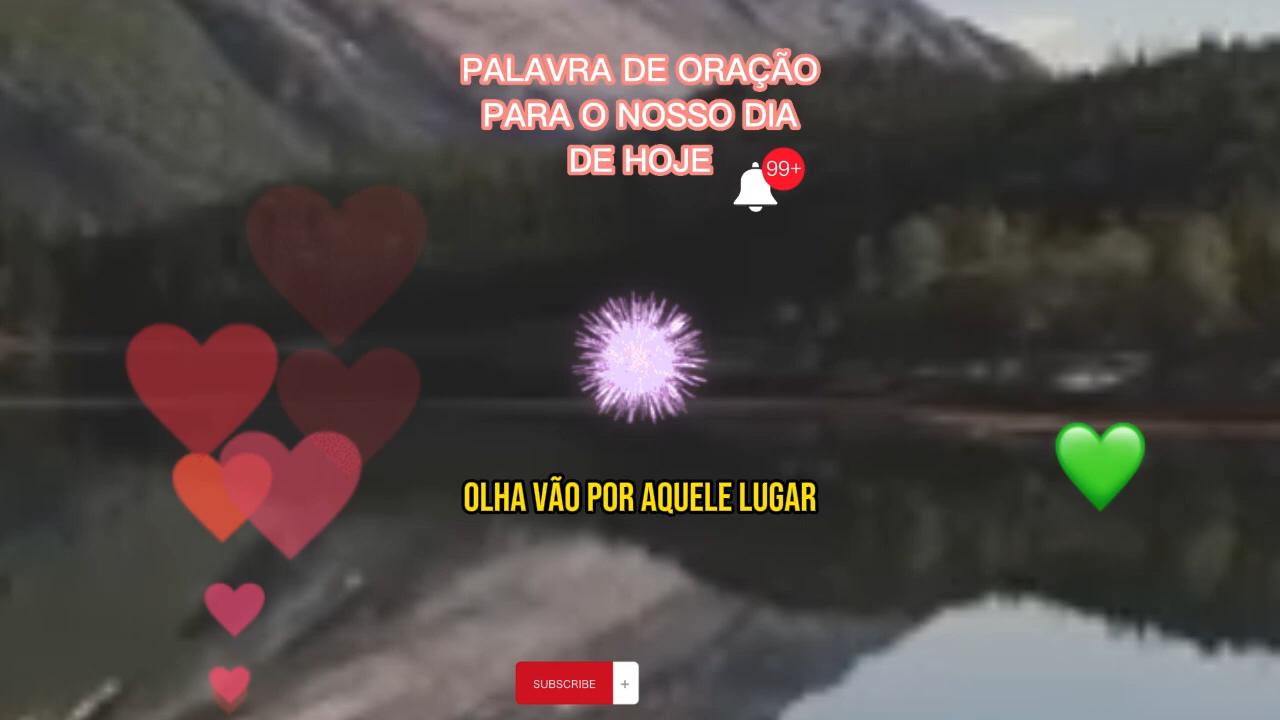 PALAVRA DE ORAÇÃO
PARA O NOSSO DIA
DE HOJE
99+
OLHA VÃO POR AQUELE LUGAR
SUBSCRIBE +